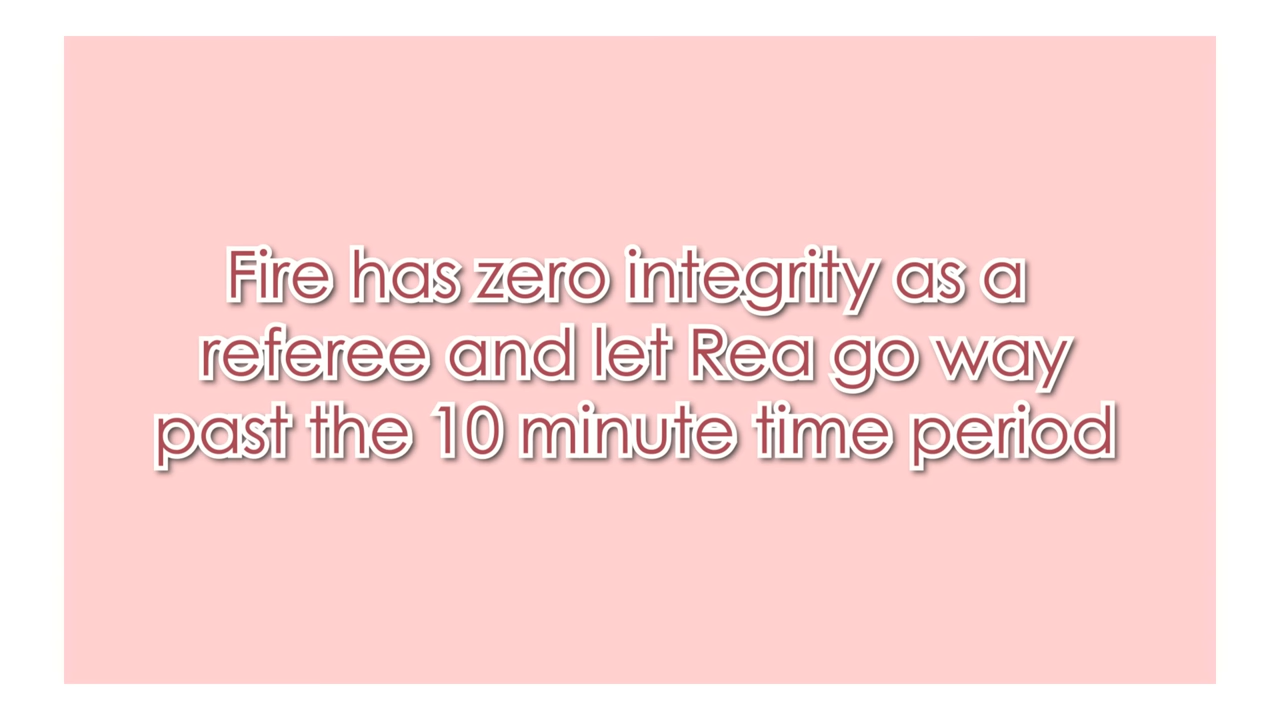 Fire has zero integrity as a
referee and let Rea go way
past the 10 minute time period